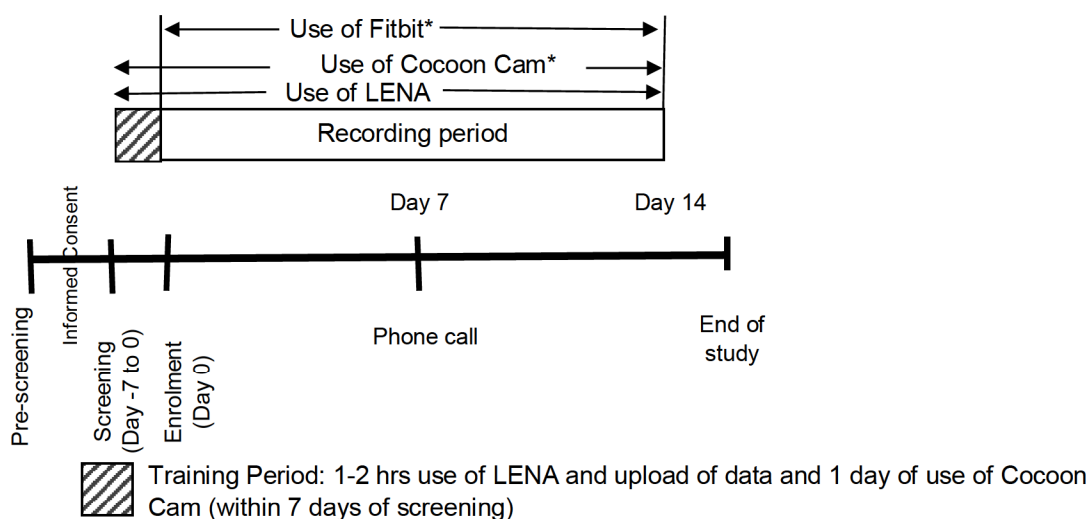 Use of Fitbit*
Use of Cocoon Cam*
Use of LENA
Recording period
Day 7
Day 14
Informed Consent
Pre-screening
Screening
(Day -7 to 0)
Enrolment
(Day 0)
Phone call
End of
study
Training Period: 1-2 hrs use of LENA and upload of data and 1 day of use of Cocoon
Cam (within 7 days of screening)